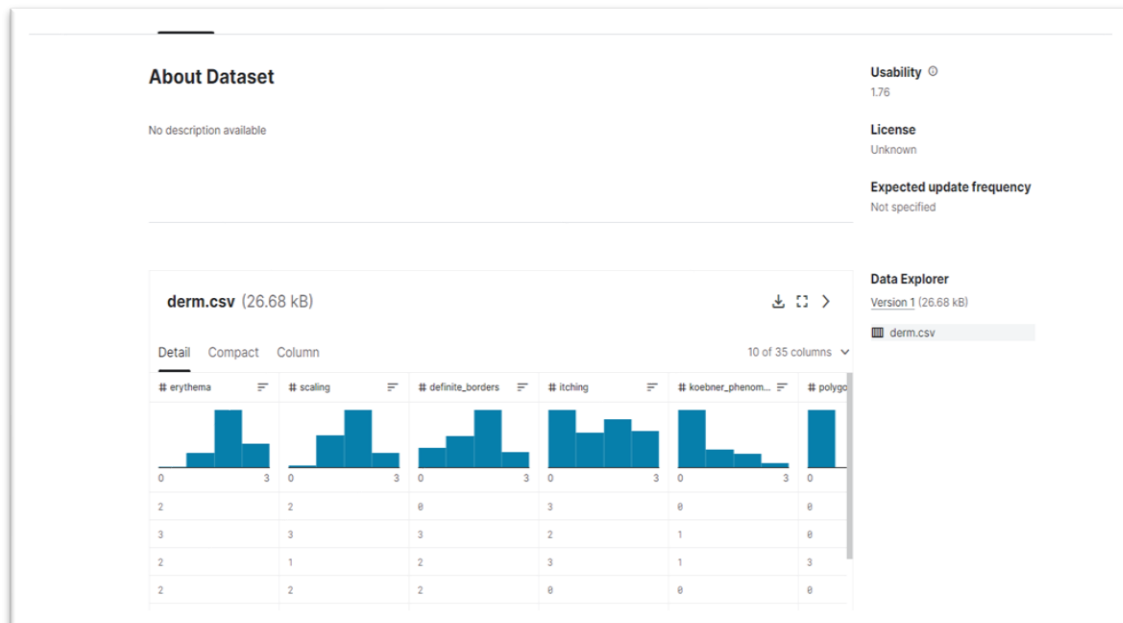 About Dataset
No description available
Usability
1.76
License
Unknown
Expected update frequency
Not specified
derm.csv (26.68 kB)
Detail Compact Column
10 of 35 columns
# erythema # scaling # definite_borders # itching # koebner_phenom... # polygo
0 3 0 3 0 3 0 3 0 3 0
2 2 0 3 0 0
3 3 3 2 1 0
2 1 2 3 1 3
2 2 2 0 0 0
Data Explorer
Version 1 (26.68 kB)
derm.csv